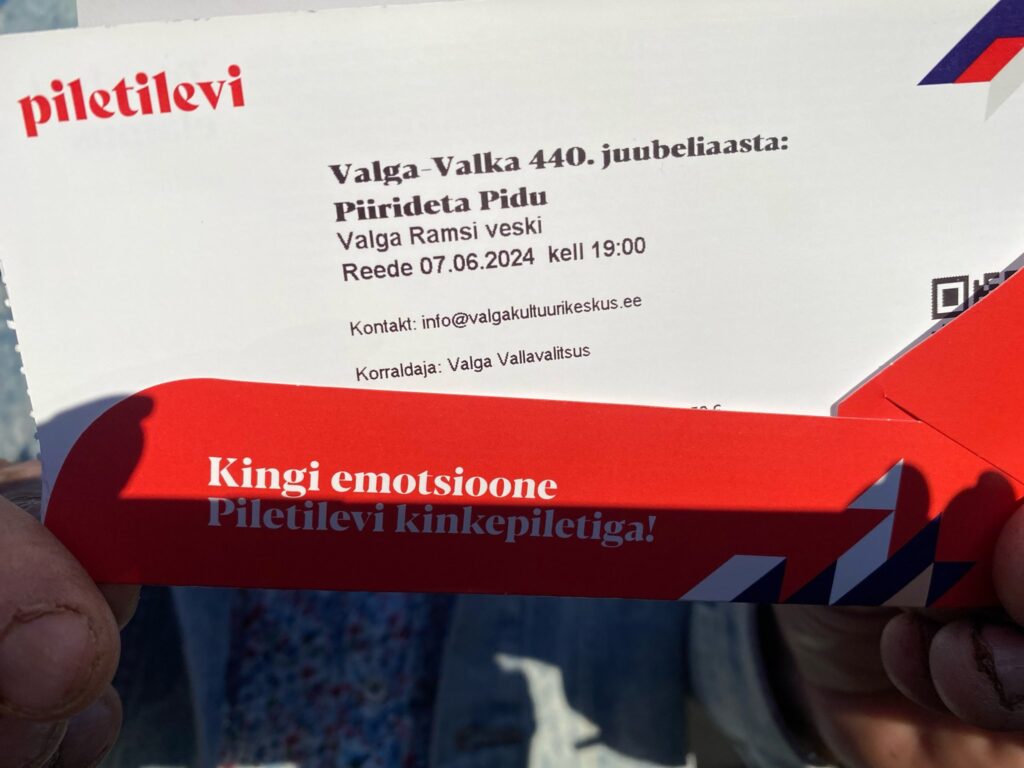 piletilevi
Valga-Valka 440. juubeliaasta:
Piirideta Pidu
Valga Ramsi veski
Reede 07.06.2024 kell 19:00
Kontakt: info@valgakultuurikeskus.ee
Korraldaja: Valga Vallavalitsus
Kingi emotsioone
Piletilevi kinkepiletiga!